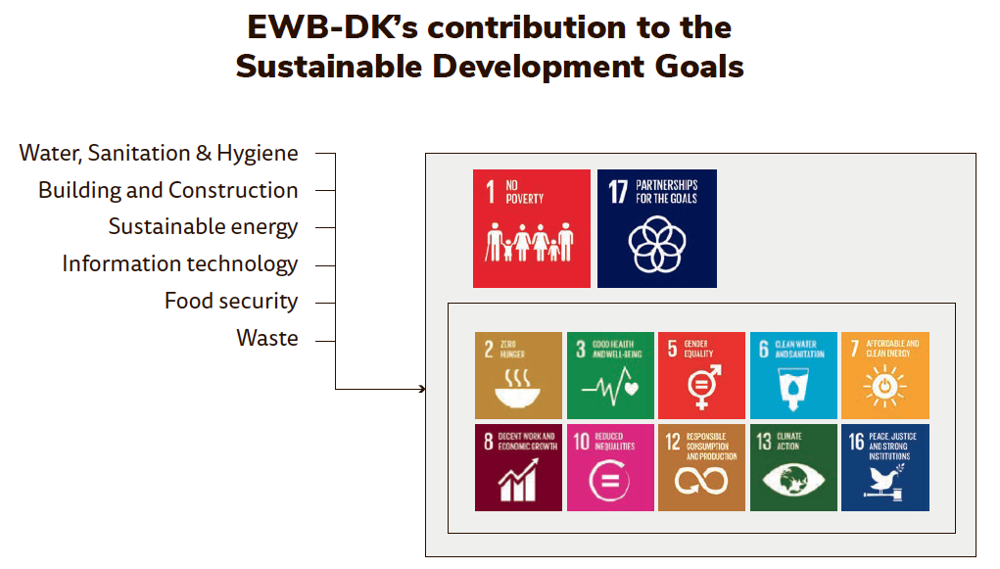 EWB-DK’s contribution to the
Sustainable Development Goals
Water, Sanitation & Hygiene
Building and Construction
Sustainable energy
Information technology
Food security
Waste
1 NO
POVERTY
17 PARTNERSHIPS
FOR THE GOALS
2 ZERO
HUNGER
3 GOOD HEALTH
AND WELL-BEING
5 GENDER
EQUALITY
6 CLEAN WATER
AND SANITATION
7 AFFORDABLE AND
CLEAN ENERGY
8 DECENT WORK AND
ECONOMIC GROWTH
10 REDUCED
INEQUALITIES
12 RESPONSIBLE
CONSUMPTION
AND PRODUCTION
13 CLIMATE
ACTION
16 PEACE, JUSTICE
AND STRONG
INSTITUTIONS